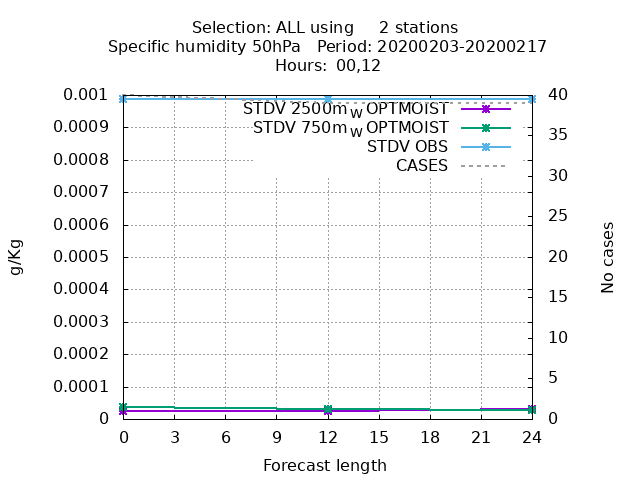 Selection: ALL using 2 stations
Specific humidity 50hPa Period: 20200203-20200217
Hours: 00,12
STDV 2500m_W OPTMOIST
STDV 750m_W OPTMOIST
STDV OBS
CASES
0.001
0.0009
0.0008
0.0007
0.0006
0.0005
0.0004
0.0003
0.0002
0.0001
0
g/Kg
40
35
30
25
20
15
10
5
0
No cases
0 3 6 9 12 15 18 21 24
Forecast length